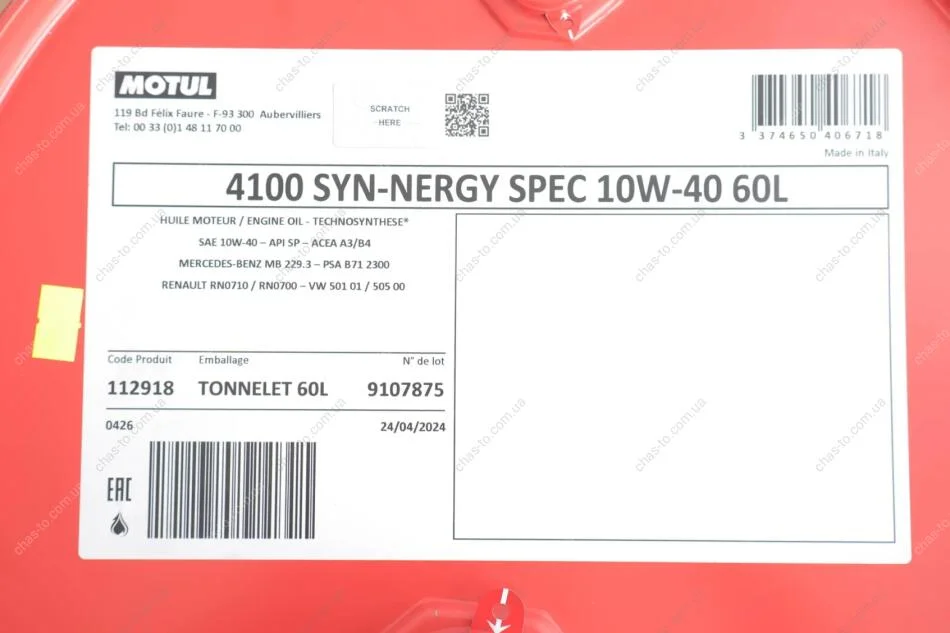 MOTUL
119 Bd Félix Faure - F-93 300 Aubervilliers
Tel: 00 33 (0)1 48 11 70 00
SCRATCH
HERE
3 374650 406718
Made in Italy
4100 SYN-NERGY SPEC 10W-40 60L
HUILE MOTEUR / ENGINE OIL - TECHNOSYNTHESE®
SAE 10W-40 – API SP – ACEA A3/B4
MERCEDES-BENZ MB 229.3 – PSA B71 2300
RENAULT RN0710 / RN0700 – VW 501 01 / 505 00
Code Produit Emballage N° de lot
112918 TONNELET 60L 9107875
0426 24/04/2024
EAC
chas-to.com.ua